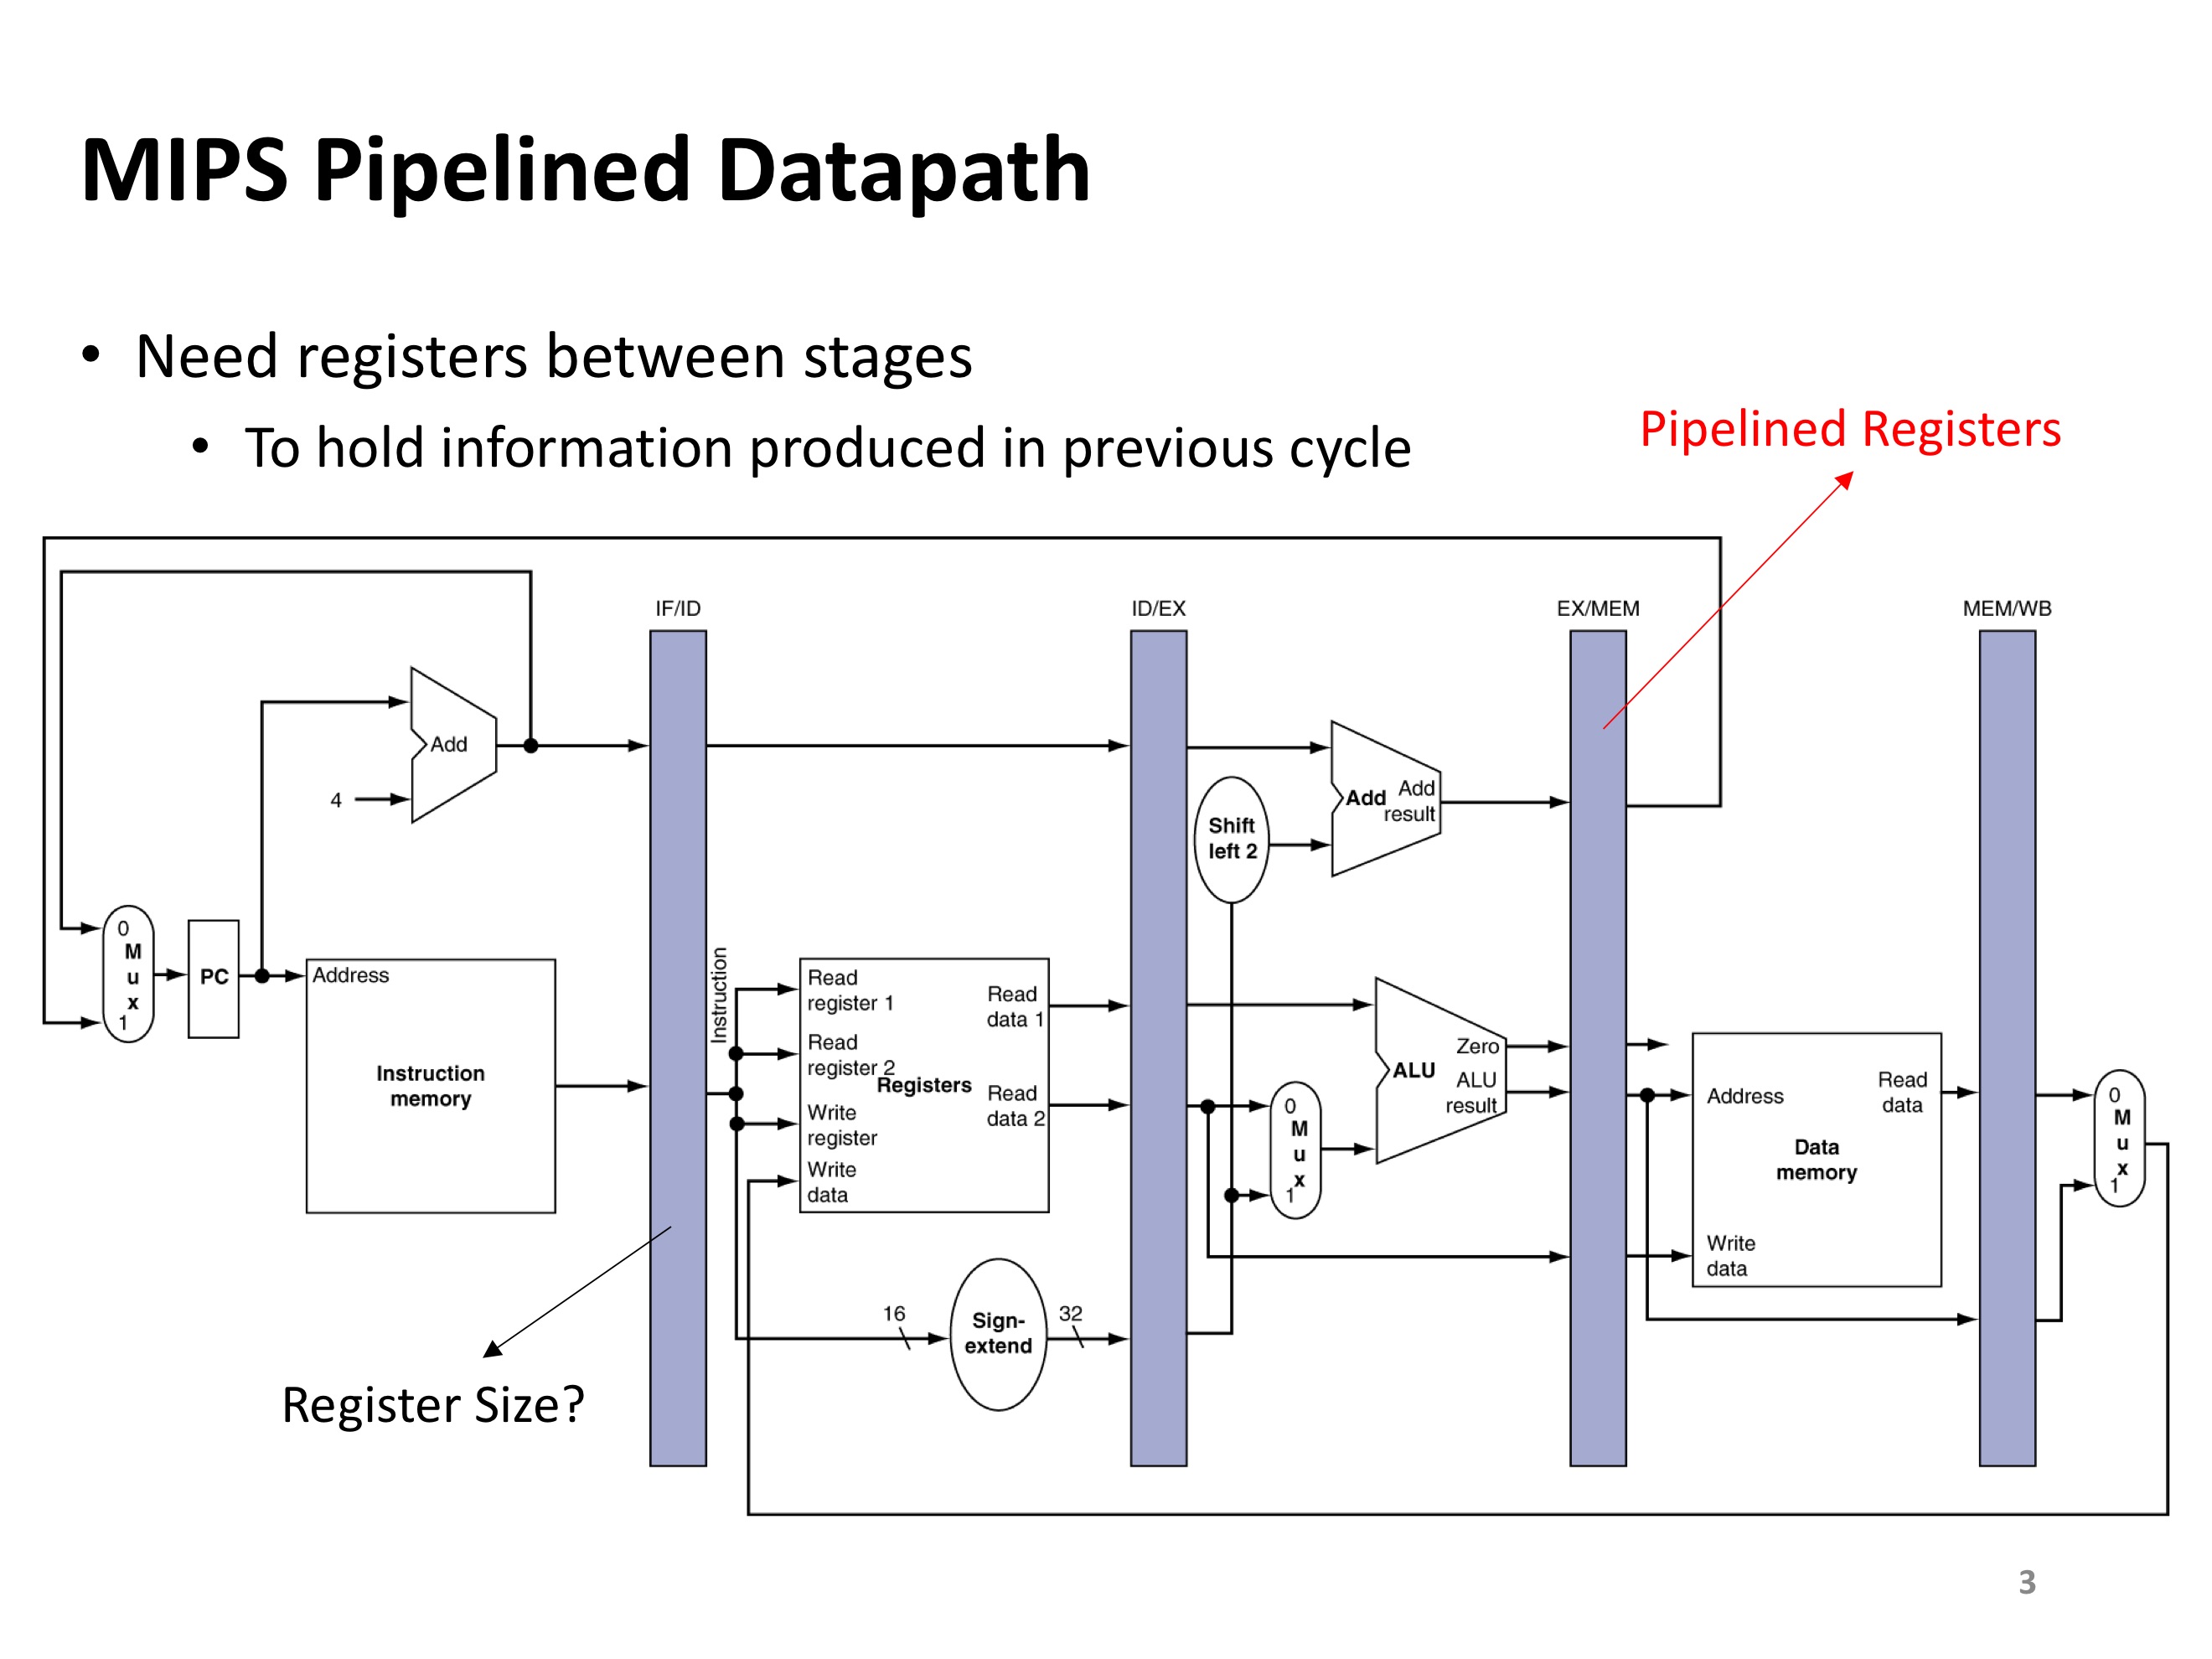 MIPS Pipelined Datapath
• Need registers between stages
• To hold information produced in previous cycle
Pipelined Registers
IF/ID
ID/EX
EX/MEM
MEM/WB
Add
4
Shift
left 2
Add
Add
result
0
M
u
x
1
PC
Address
Instruction
memory
Instruction
Read
register 1
Read
register 2
Registers
Write
register
Write
data
Read
data 1
Read
data 2
0
M
u
x
1
ALU
Zero
ALU
result
Address
Read
data
Data
memory
Write
data
0
M
u
x
1
16
Sign-
extend
32
Register Size?
3